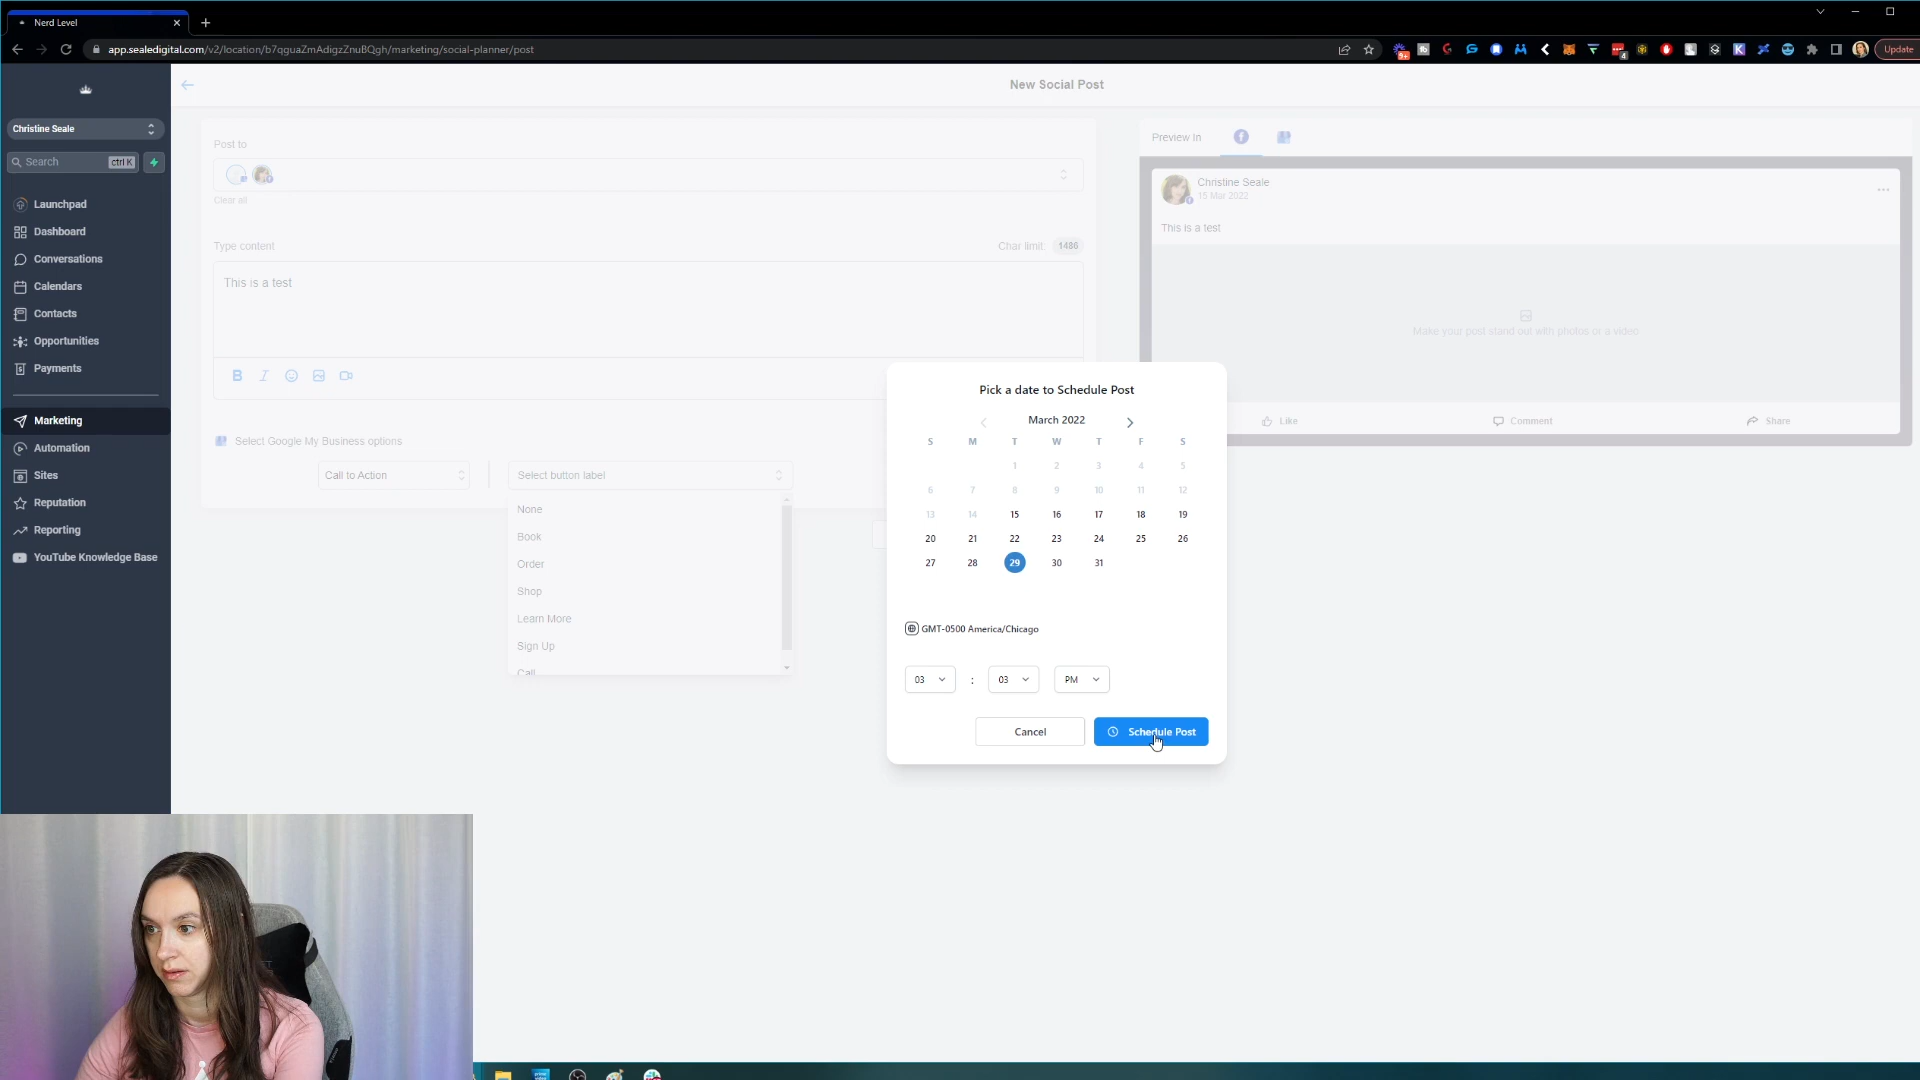 Nerd Level
app.sealedigital.com/v2/location/b7qguaZmAdigzZnuBQgh/marketing/social-planner/post
Update
New Social Post
Christine Seale
Search
ctrl K
Launchpad
Dashboard
Conversations
Calendars
Contacts
Opportunities
Payments
Marketing
Automation
Sites
Reputation
Reporting
YouTube Knowledge Base
Post to
Clear all
Type content
Char limit: 1486
This is a test
B I
Select Google My Business options
Call to Action
Select button label
None
Book
Order
Shop
Learn More
Sign Up
Call
Preview In
Christine Seale
15 Mar 2022
This is a test
Make your post stand out with photos or a video
Like
Comment
Share
Pick a date to Schedule Post
March 2022
S M T W T F S
1 2 3 4 5
6 7 8 9 10 11 12
13 14 15 16 17 18 19
20 21 22 23 24 25 26
27 28 29 30 31
GMT-0500 America/Chicago
03 : 03 PM
Cancel
Schedule Post